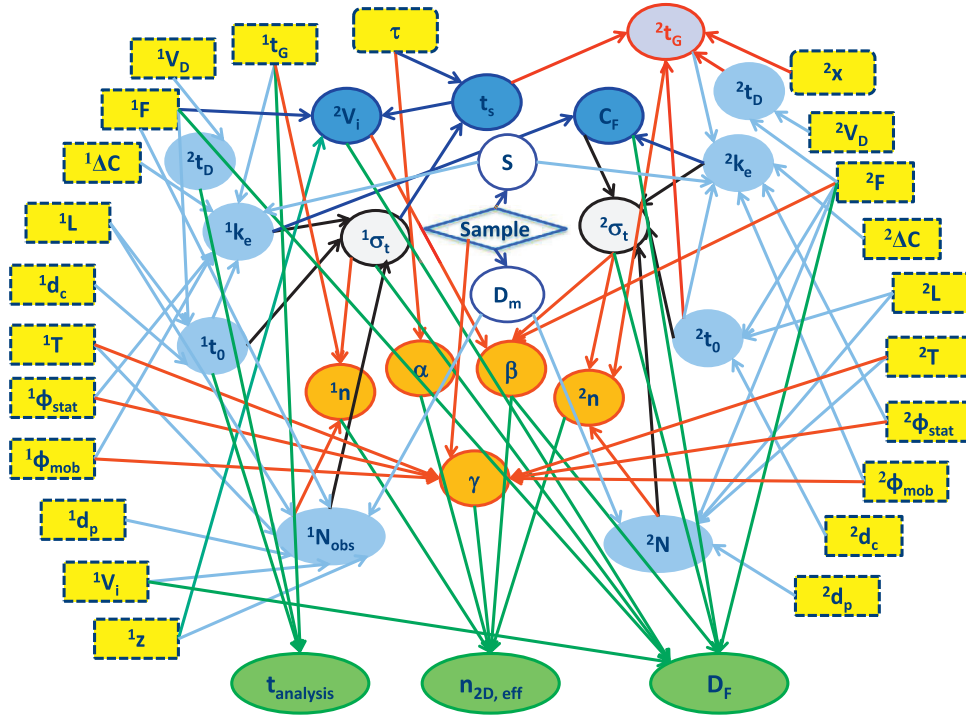 ¹V_D
¹t_G
τ
²t_G
²x
¹F
²V_i
t_s
C_F
²t_D
²V_D
¹ΔC
²t_D
S
²k_e
²F
¹L
¹k_e
¹σ_t
Sample
²σ_t
²ΔC
¹d_c
D_m
²L
¹T
¹t_0
²t_0
²T
¹ϕ_stat
¹n
α
β
²n
²ϕ_stat
¹ϕ_mob
γ
²ϕ_mob
¹d_p
¹N_obs
²N
²d_c
¹V_i
²d_p
¹z
t_analysis
n_2D, eff
D_F